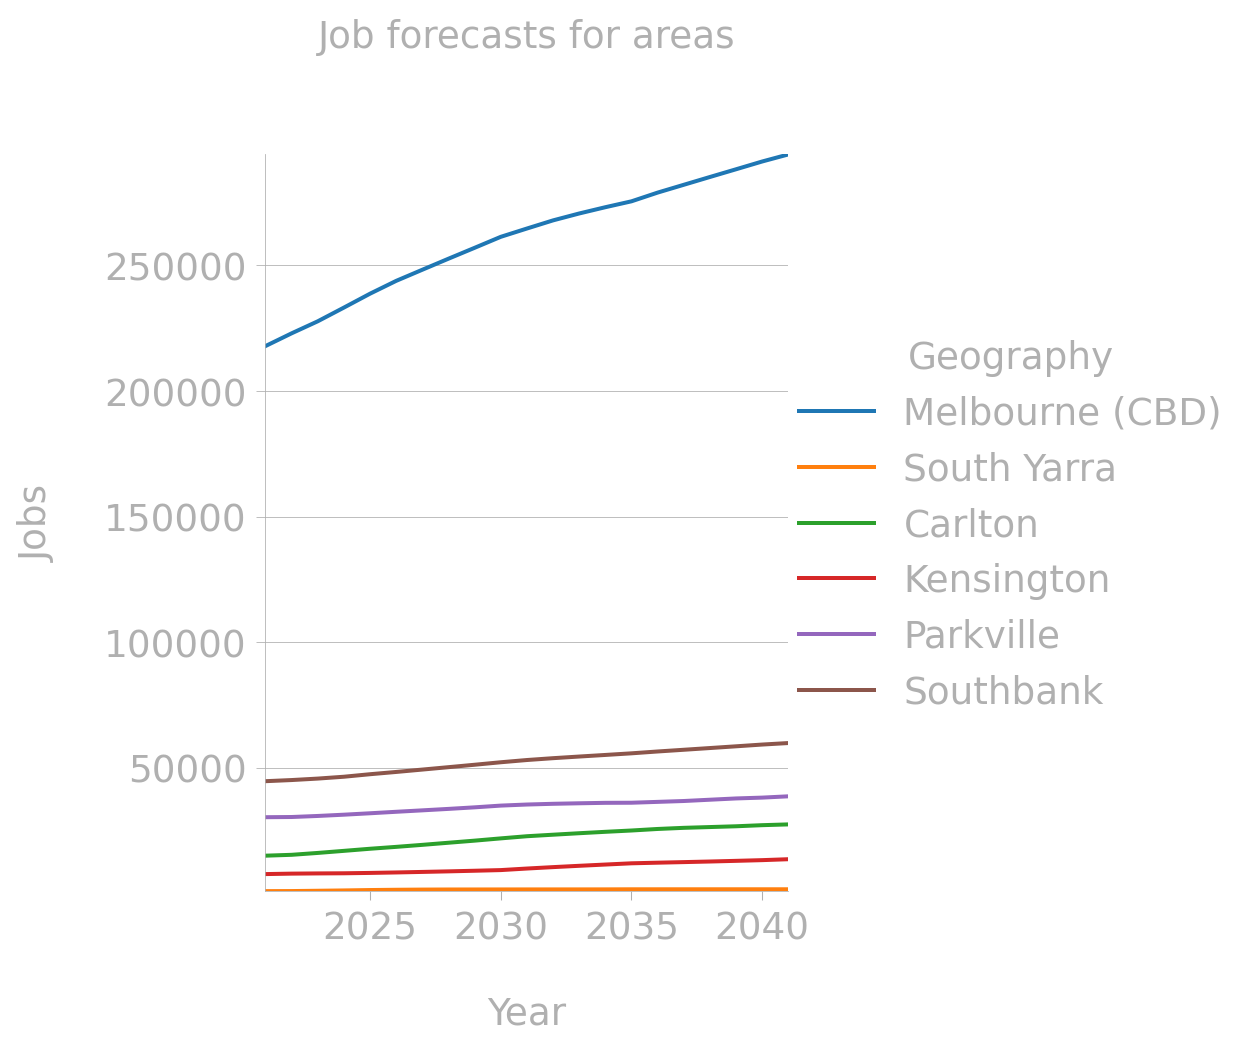 Job forecasts for areas
250000
200000
150000
100000
50000
Jobs
2025 2030 2035 2040
Year
Geography
Melbourne (CBD)
South Yarra
Carlton
Kensington
Parkville
Southbank